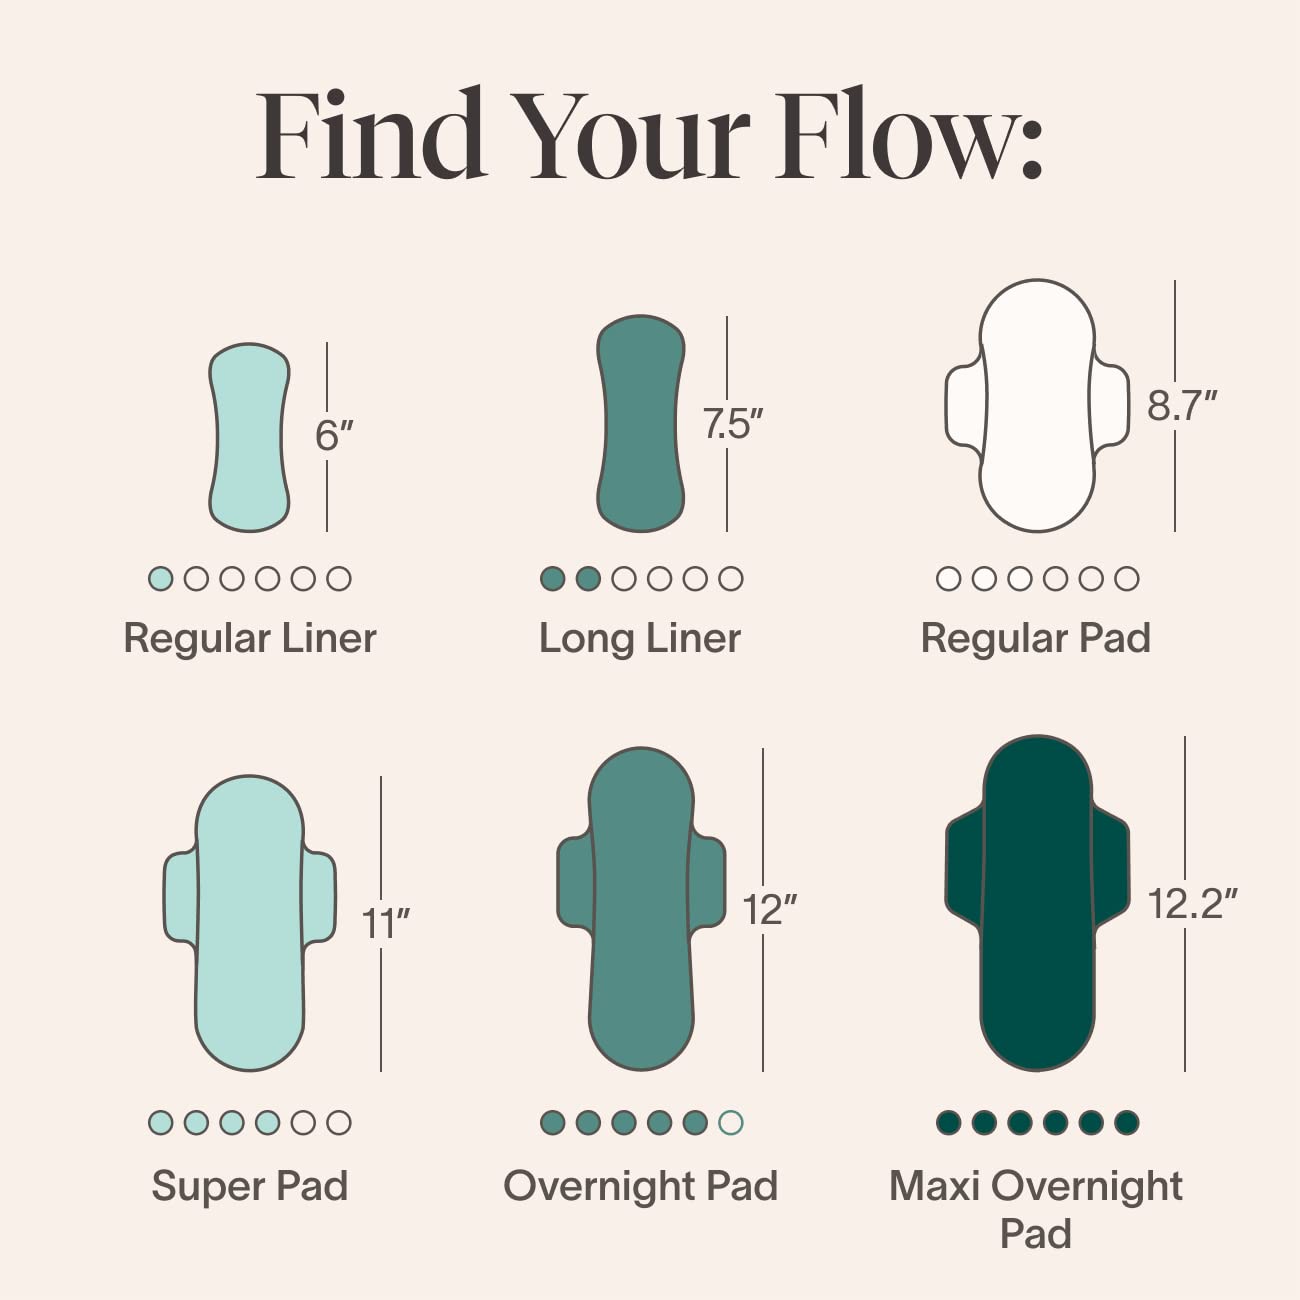 Find Your Flow:
6″
7.5″
8.7″
Regular Liner
Long Liner
Regular Pad
11″
12″
12.2″
Super Pad
Overnight Pad
Maxi Overnight
Pad